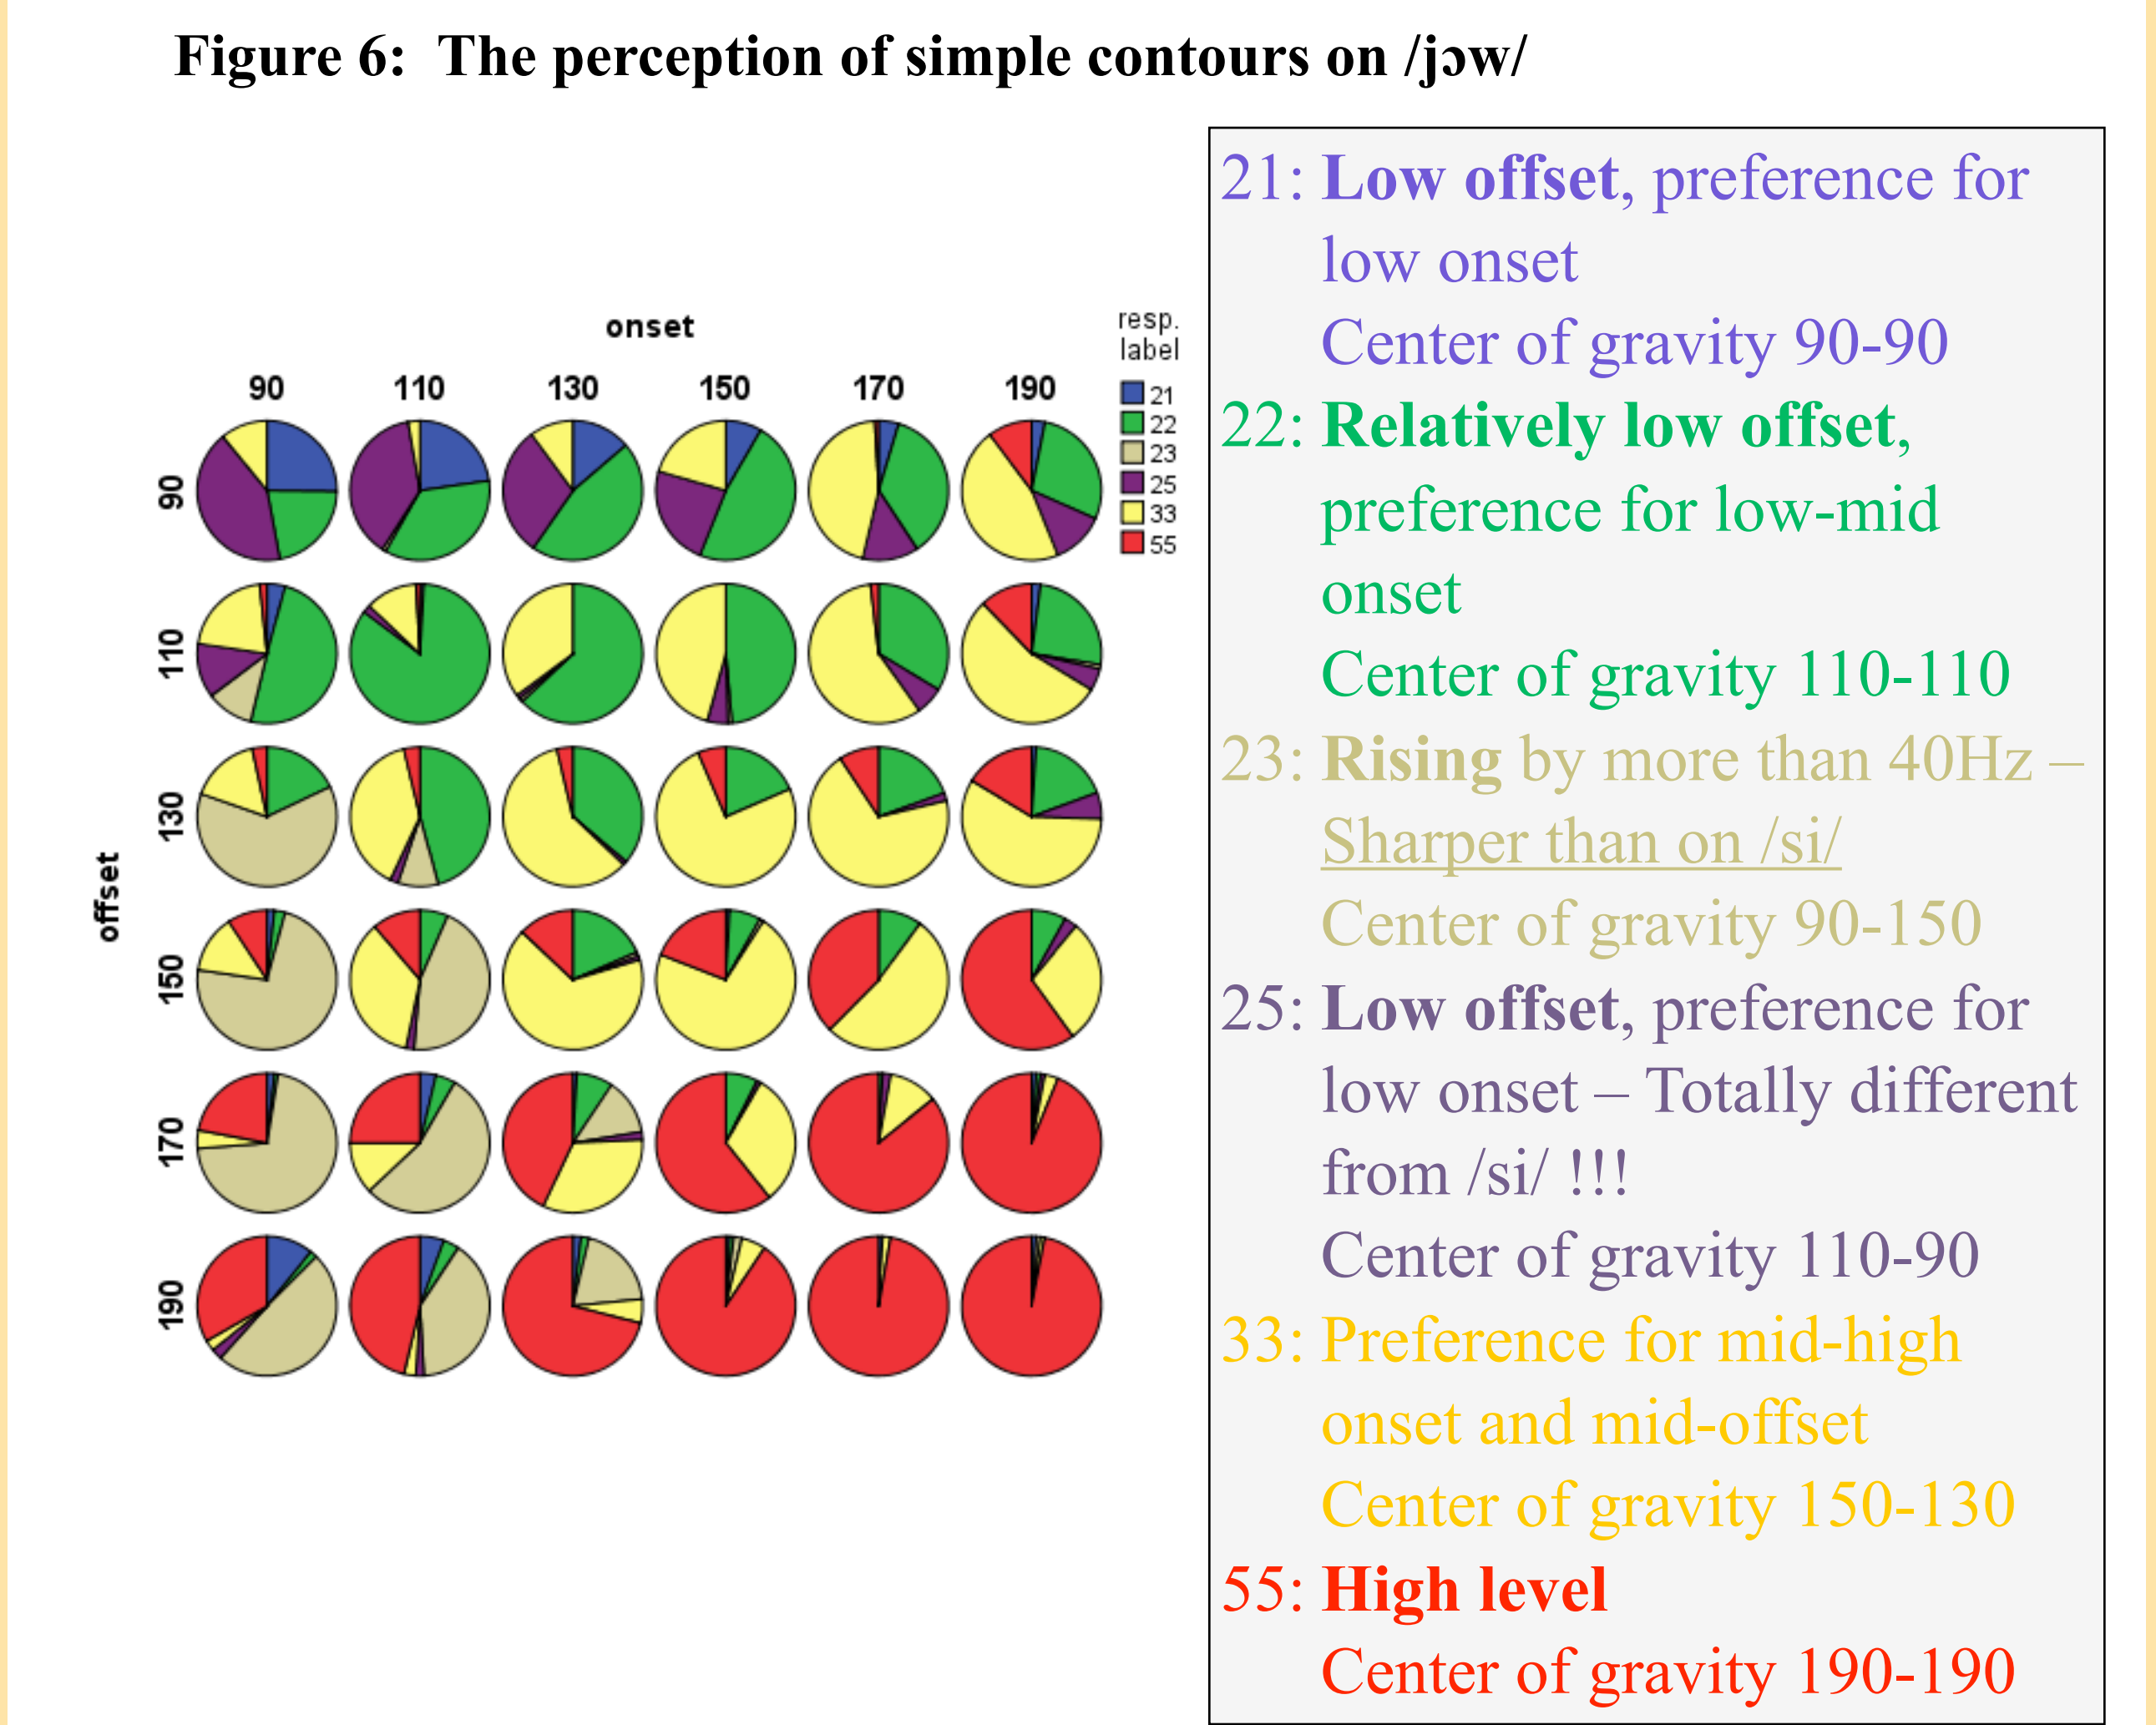 Figure 6: The perception of simple contours on /jɔw/
onset
resp.
label
90 110 130 150 170 190
21
22
23
25
33
55
offset
90
110
130
150
170
190
21: Low offset, preference for
low onset
Center of gravity 90-90
22: Relatively low offset,
preference for low-mid
onset
Center of gravity 110-110
23: Rising by more than 40Hz –
Sharper than on /si/
Center of gravity 90-150
25: Low offset, preference for
low onset – Totally different
from /si/ !!!
Center of gravity 110-90
33: Preference for mid-high
onset and mid-offset
Center of gravity 150-130
55: High level
Center of gravity 190-190